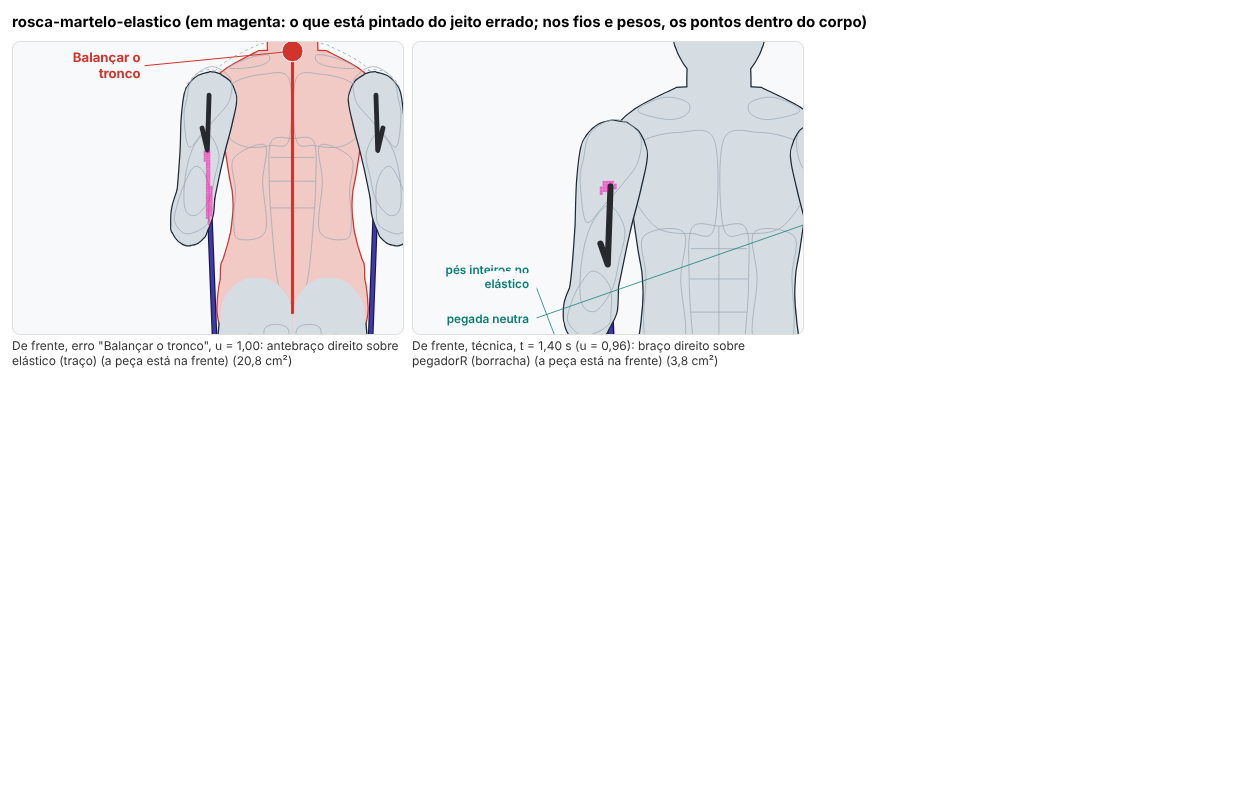 rosca-martelo-elastico (em magenta: o que está pintado do jeito errado; nos fios e pesos, os pontos dentro do corpo)
Balançar o
tronco
pés inteiros no
elástico
pegada neutra
De frente, erro "Balançar o tronco", u = 1,00: antebraço direito sobre
elástico (traço) (a peça está na frente) (20,8 cm²)
De frente, técnica, t = 1,40 s (u = 0,96): braço direito sobre
pegadorR (borracha) (a peça está na frente) (3,8 cm²)